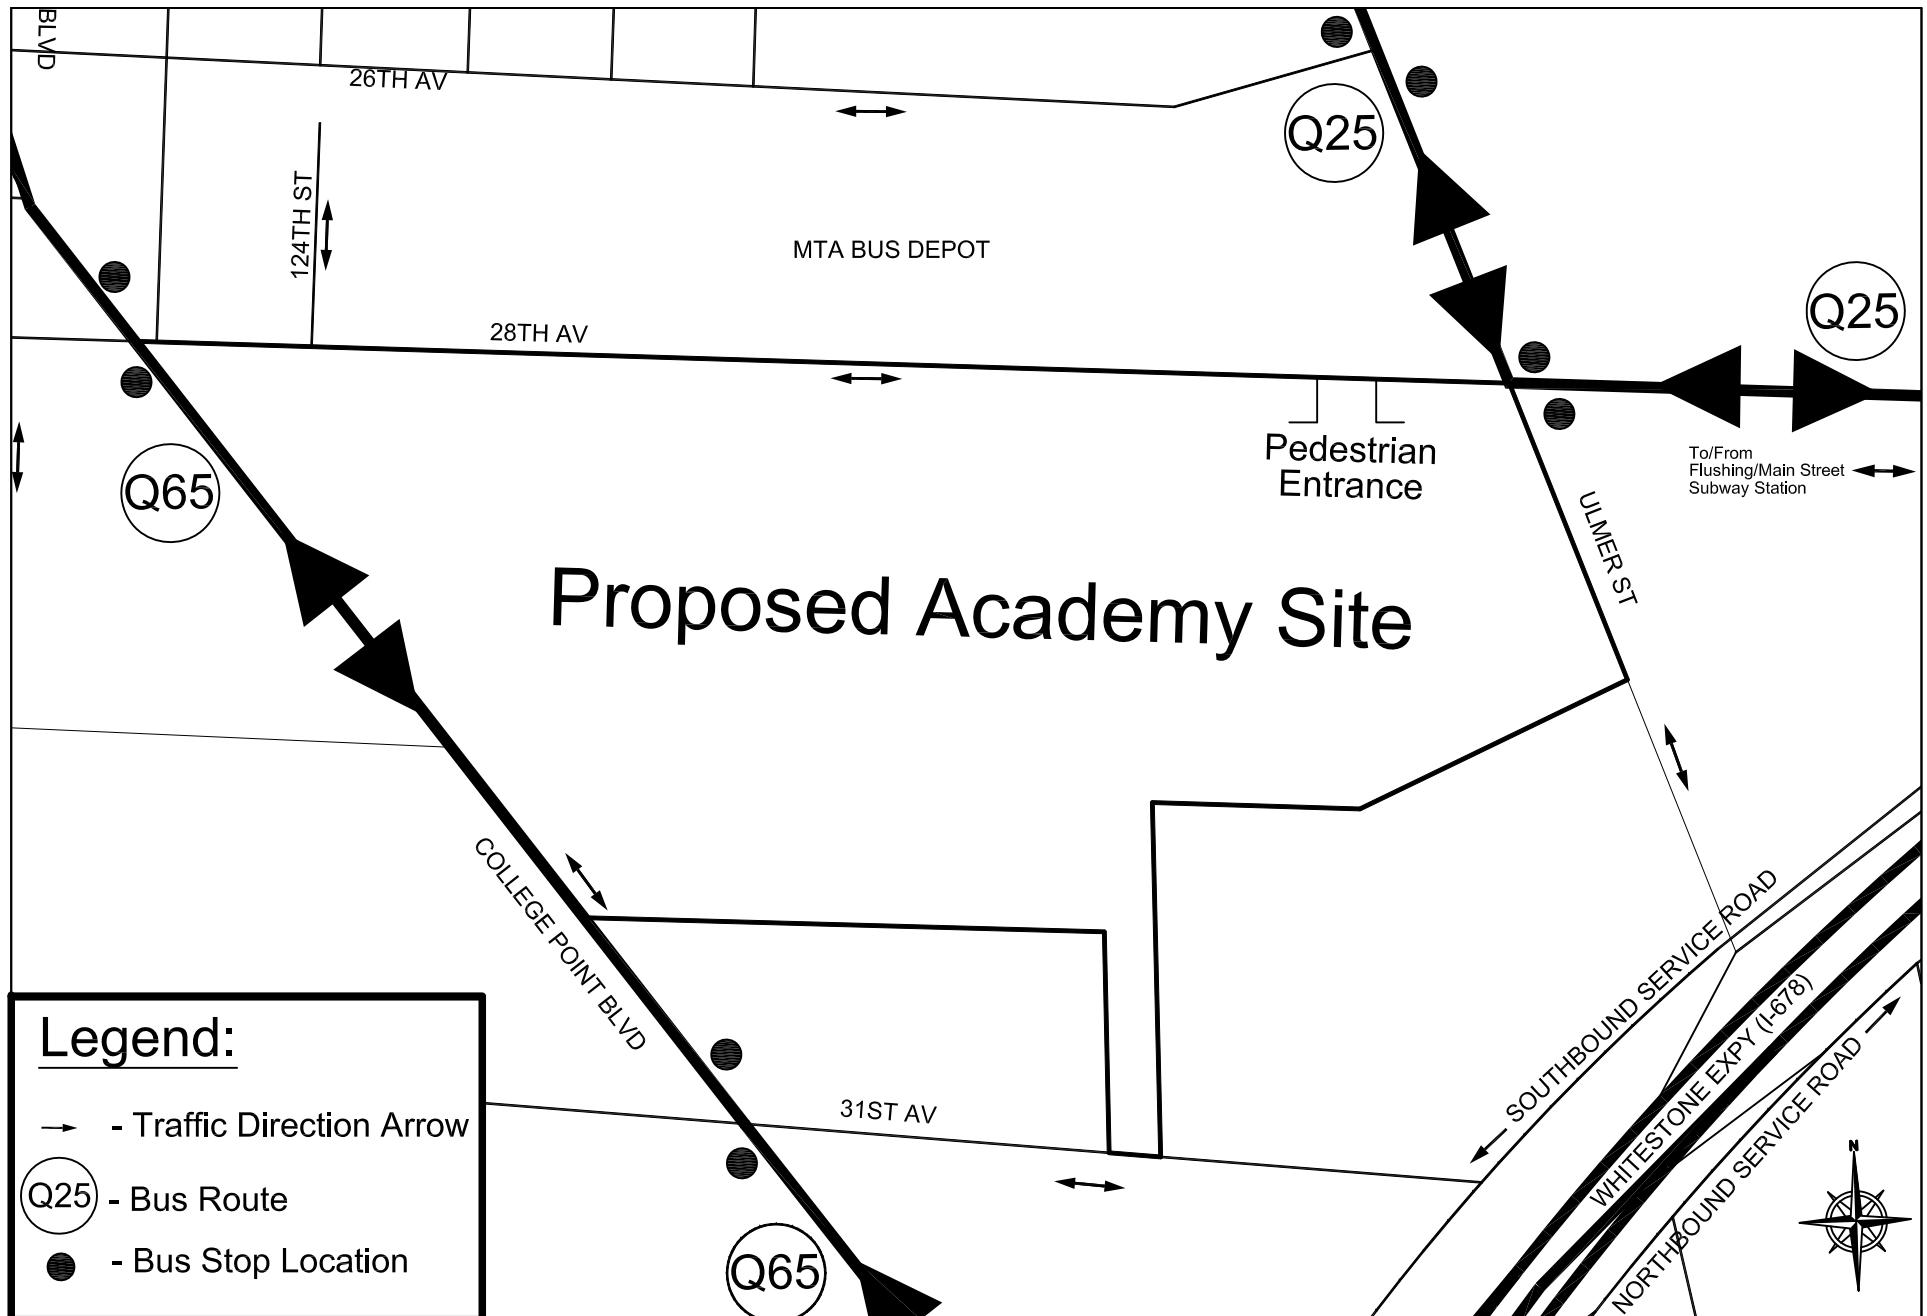 BLVD
26TH AV
Q25
124TH ST
MTA BUS DEPOT
Q25
28TH AV
Pedestrian
Entrance
To/From
Flushing/Main Street
Subway Station
Q65
ULMER ST
Proposed Academy Site
COLLEGE POINT BLVD
SOUTHBOUND SERVICE ROAD
WHITESTONE EXPY (I-678)
NORTHBOUND SERVICE ROAD
31ST AV
Q65
N
Legend:
- Traffic Direction Arrow
Q25 - Bus Route
- Bus Stop Location